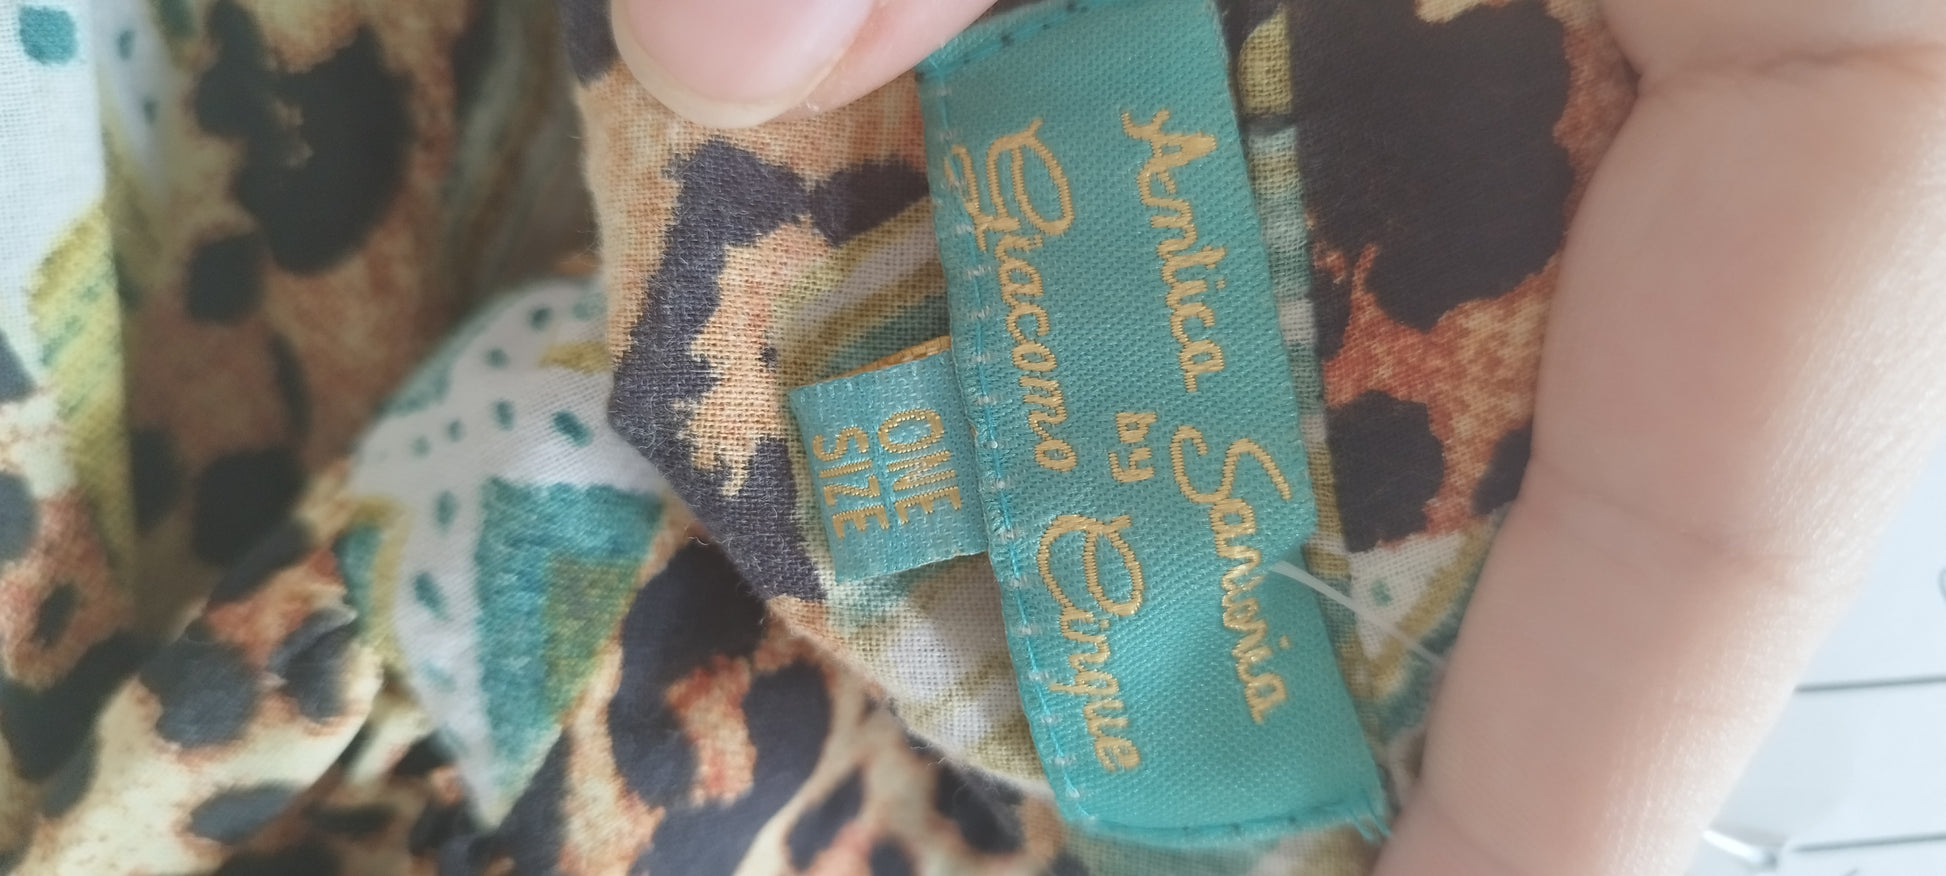 Antica Sartoria
by
Giacomo Cinque
ONE
SIZE